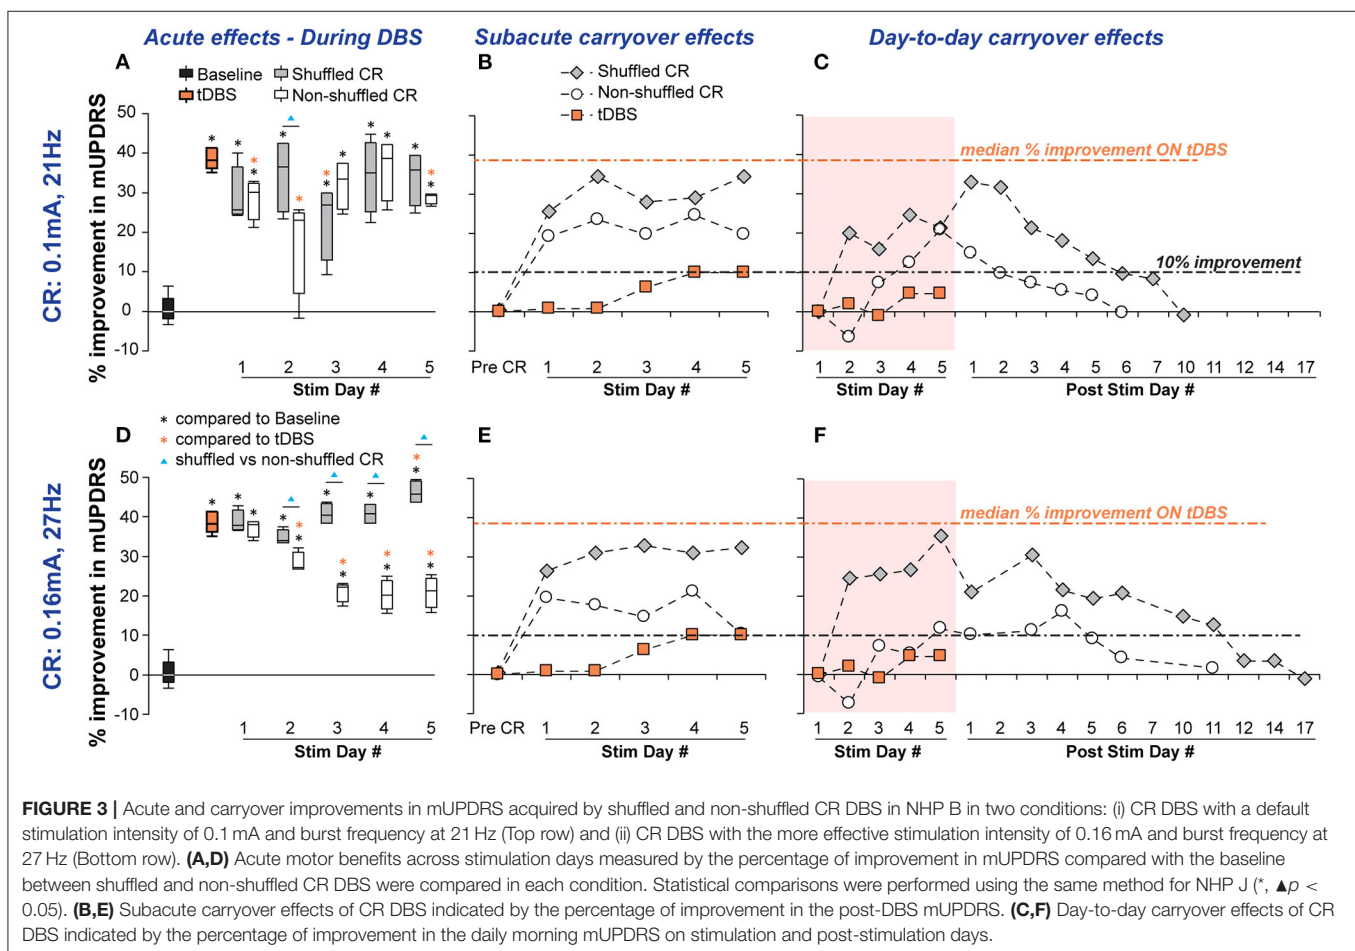 Acute effects - During DBS
Subacute carryover effects
Day-to-day carryover effects
CR: 0.1mA, 21Hz
A
Baseline
Shuffled CR
tDBS
Non-shuffled CR
% improvement in mUPDRS
50
40
30
20
10
0
-10
1 2 3 4 5
Stim Day #
B
Shuffled CR
Non-shuffled CR
tDBS
Pre CR 1 2 3 4 5
Stim Day #
C
median % improvement ON tDBS
10% improvement
1 2 3 4 5 1 2 3 4 5 6 7 10 11 12 14 17
Stim Day # Post Stim Day #
CR: 0.16mA, 27Hz
D
* compared to Baseline
* compared to tDBS
▲ shuffled vs non-shuffled CR
% improvement in mUPDRS
50
40
30
20
10
0
-10
1 2 3 4 5
Stim Day #
E
Pre CR 1 2 3 4 5
Stim Day #
F
median % improvement ON tDBS
1 2 3 4 5 1 2 3 4 5 6 7 10 11 12 14 17
Stim Day # Post Stim Day #
FIGURE 3 | Acute and carryover improvements in mUPDRS acquired by shuffled and non-shuffled CR DBS in NHP B in two conditions: (i) CR DBS with a default
stimulation intensity of 0.1 mA and burst frequency at 21 Hz (Top row) and (ii) CR DBS with the more effective stimulation intensity of 0.16 mA and burst frequency at
27 Hz (Bottom row). (A,D) Acute motor benefits across stimulation days measured by the percentage of improvement in mUPDRS compared with the baseline
between shuffled and non-shuffled CR DBS were compared in each condition. Statistical comparisons were performed using the same method for NHP J (*, ▲p <
0.05). (B,E) Subacute carryover effects of CR DBS indicated by the percentage of improvement in the post-DBS mUPDRS. (C,F) Day-to-day carryover effects of CR
DBS indicated by the percentage of improvement in the daily morning mUPDRS on stimulation and post-stimulation days.